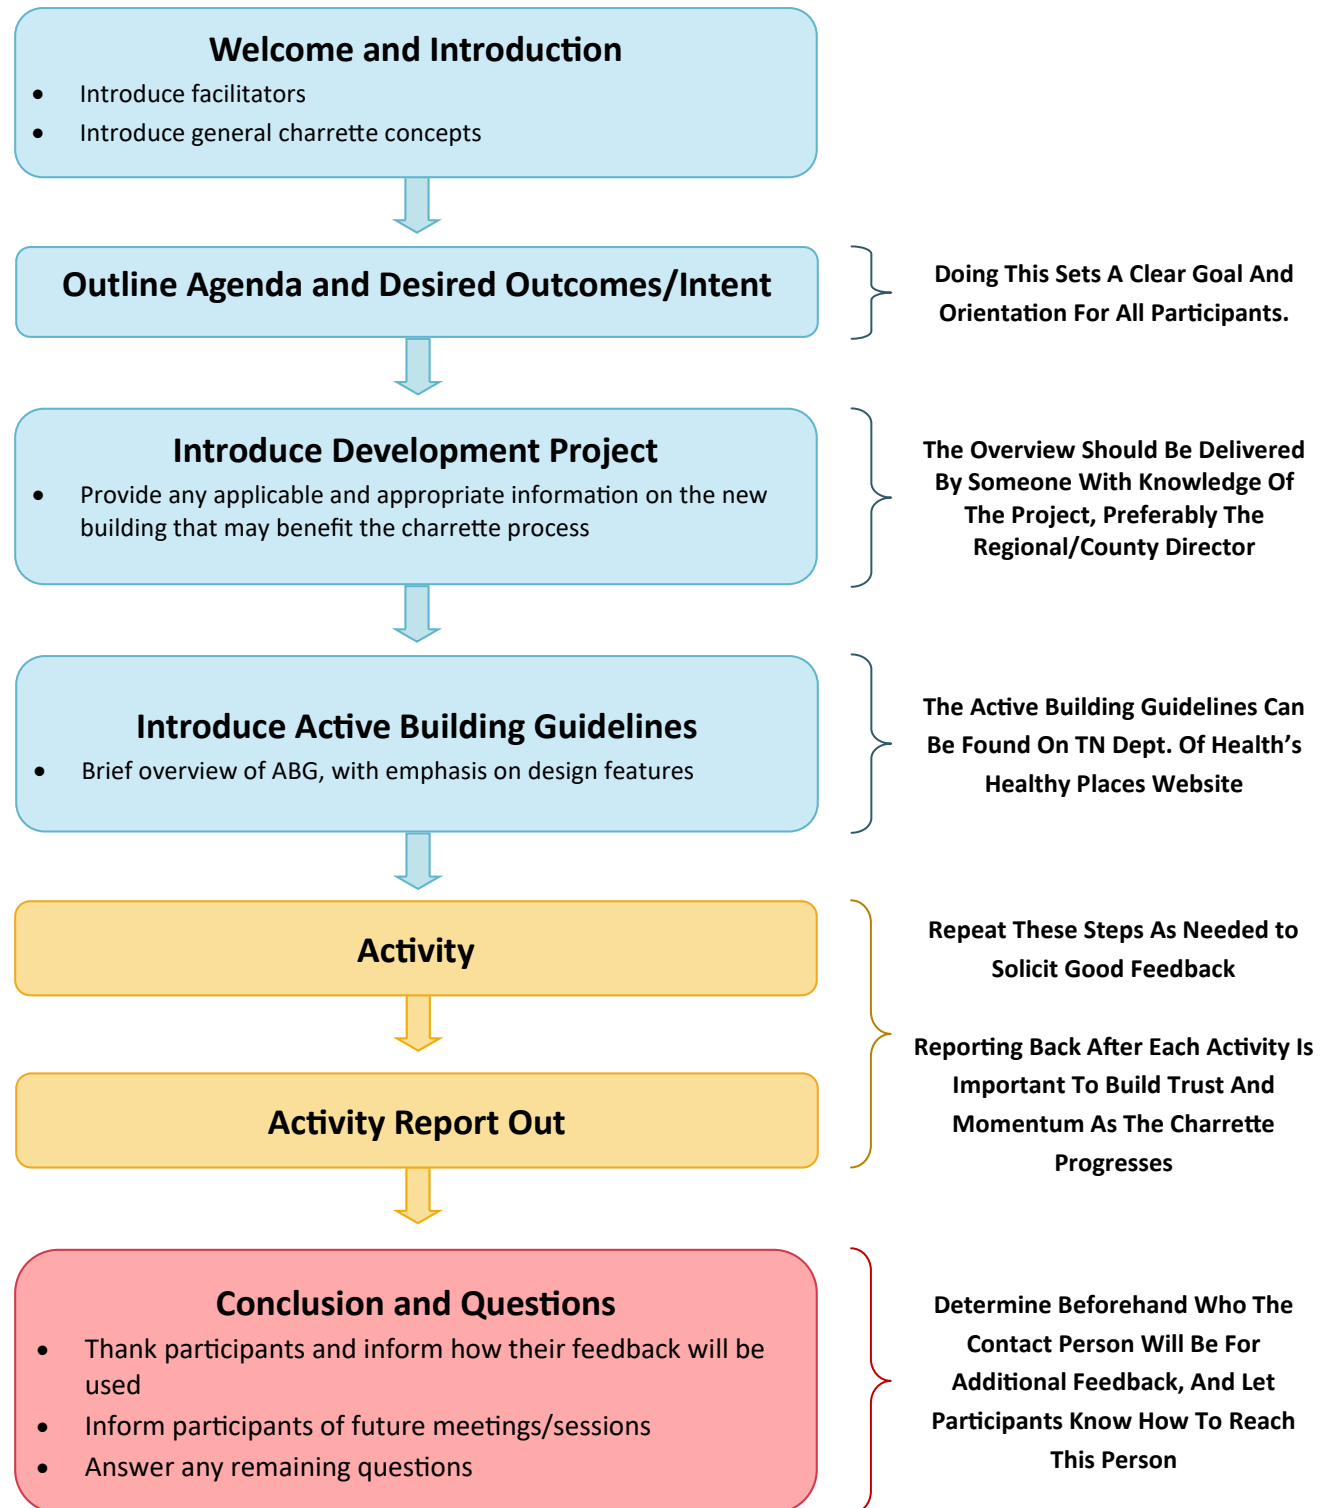 Welcome and Introduction
• Introduce facilitators
• Introduce general charrette concepts
Outline Agenda and Desired Outcomes/Intent
Doing This Sets A Clear Goal And
Orientation For All Participants.
Introduce Development Project
• Provide any applicable and appropriate information on the new
building that may benefit the charrette process
The Overview Should Be Delivered
By Someone With Knowledge Of
The Project, Preferably The
Regional/County Director
Introduce Active Building Guidelines
• Brief overview of ABG, with emphasis on design features
The Active Building Guidelines Can
Be Found On TN Dept. Of Health’s
Healthy Places Website
Activity
Activity Report Out
Repeat These Steps As Needed to
Solicit Good Feedback
Reporting Back After Each Activity Is
Important To Build Trust And
Momentum As The Charrette
Progresses
Conclusion and Questions
• Thank participants and inform how their feedback will be
used
• Inform participants of future meetings/sessions
• Answer any remaining questions
Determine Beforehand Who The
Contact Person Will Be For
Additional Feedback, And Let
Participants Know How To Reach
This Person